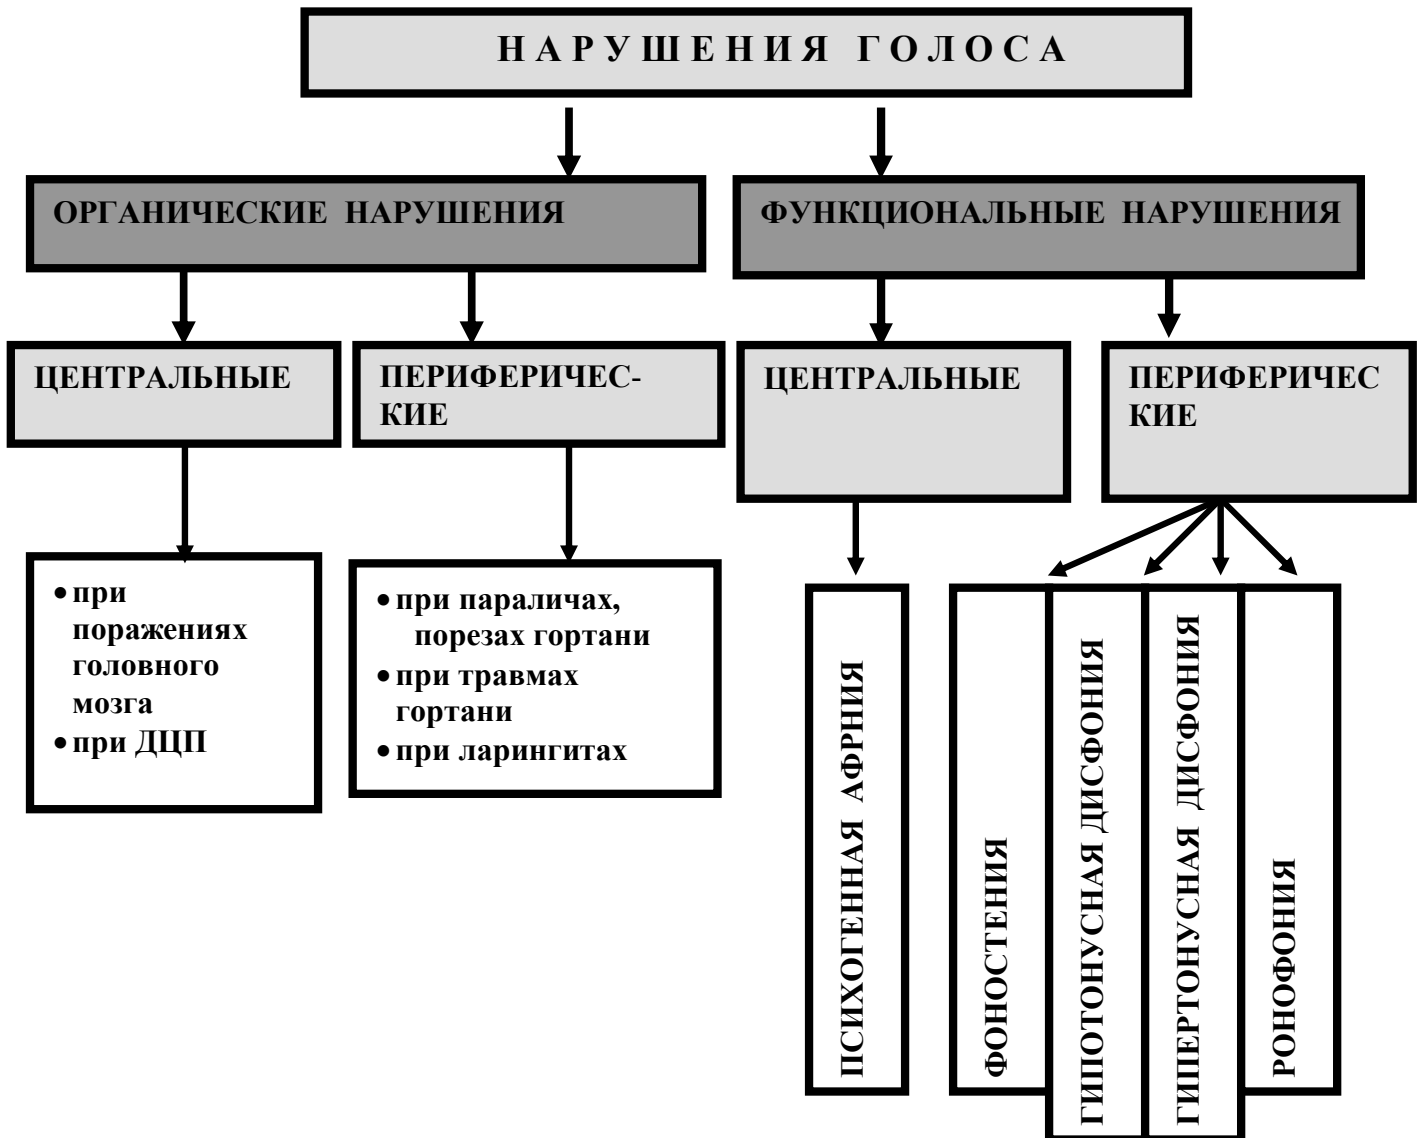 НАРУШЕНИЯ ГОЛОСА
ОРГАНИЧЕСКИЕ НАРУШЕНИЯ
ФУНКЦИОНАЛЬНЫЕ НАРУШЕНИЯ
ЦЕНТРАЛЬНЫЕ
ПЕРИФЕРИЧЕС-
КИЕ
ЦЕНТРАЛЬНЫЕ
ПЕРИФЕРИЧЕС
КИЕ
• при
поражениях
головного
мозга
• при ДЦП
• при параличах,
порезах гортани
• при травмах
гортани
• при ларингитах
ПСИХОГЕННАЯ АФРНИЯ
ФОНОСТЕНИЯ
ГИПОТОНУСНАЯ ДИСФОНИЯ
ГИПЕРТОНУСНАЯ ДИСФОНИЯ
РОНОФОНИЯ